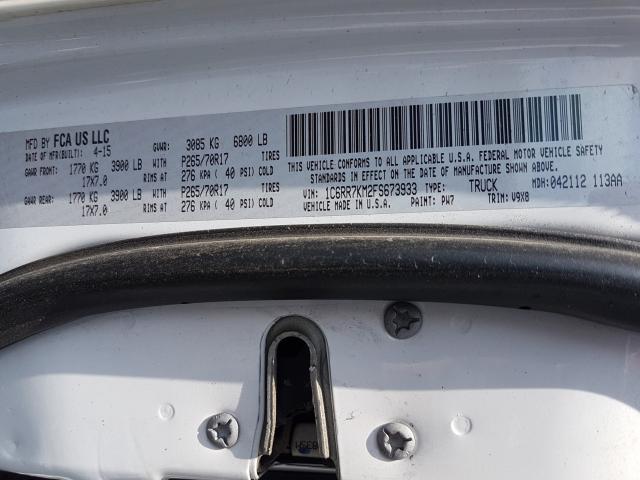 MFD BY FCA US LLC GVWR: 3085 KG 6800 LB
DATE OF MFR(BUILT): 4-15
GAWR FRONT: 1770 KG 3900 LB WITH P265/70R17 TIRES
17X7.0 RIMS AT 276 KPA ( 40 PSI) COLD
GAWR REAR: 1770 KG 3900 LB WITH P265/70R17 TIRES
17X7.0 RIMS AT 276 KPA ( 40 PSI) COLD
THIS VEHICLE CONFORMS TO ALL APPLICABLE U.S.A. FEDERAL MOTOR VEHICLE SAFETY
STANDARDS IN EFFECT ON THE DATE OF MANUFACTURE SHOWN ABOVE.
VIN: 1C6RR7KM2FS673933 TYPE: TRUCK MDH: 042112 113AA
VEHICLE MADE IN U.S.A. PAINT: PW7 TRIM: V9X8